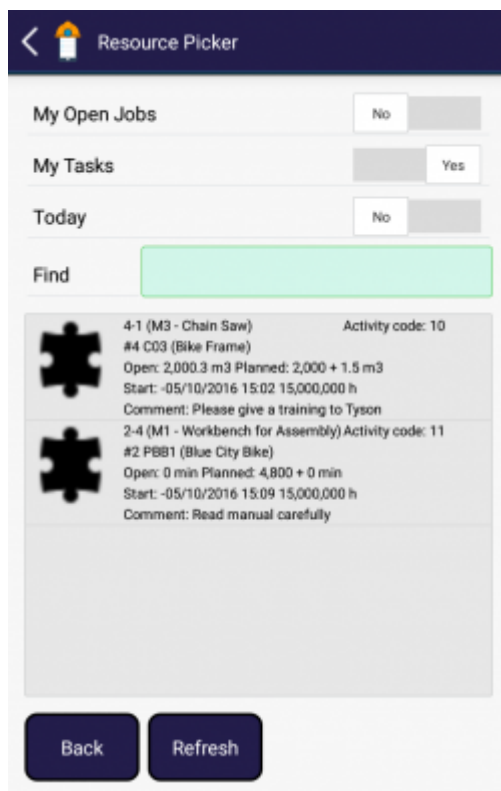 Resource Picker
My Open Jobs No
My Tasks Yes
Today No
Find
4-1 (M3 - Chain Saw) Activity code: 10
#4 C03 (Bike Frame)
Open: 2,000.3 m3 Planned: 2,000 + 1.5 m3
Start: -05/10/2016 15:02 15,000,000 h
Comment: Please give a training to Tyson
2-4 (M1 - Workbench for Assembly) Activity code: 11
#2 PBB1 (Blue City Bike)
Open: 0 min Planned: 4,800 + 0 min
Start: -05/10/2016 15:09 15,000,000 h
Comment: Read manual carefully
Back Refresh